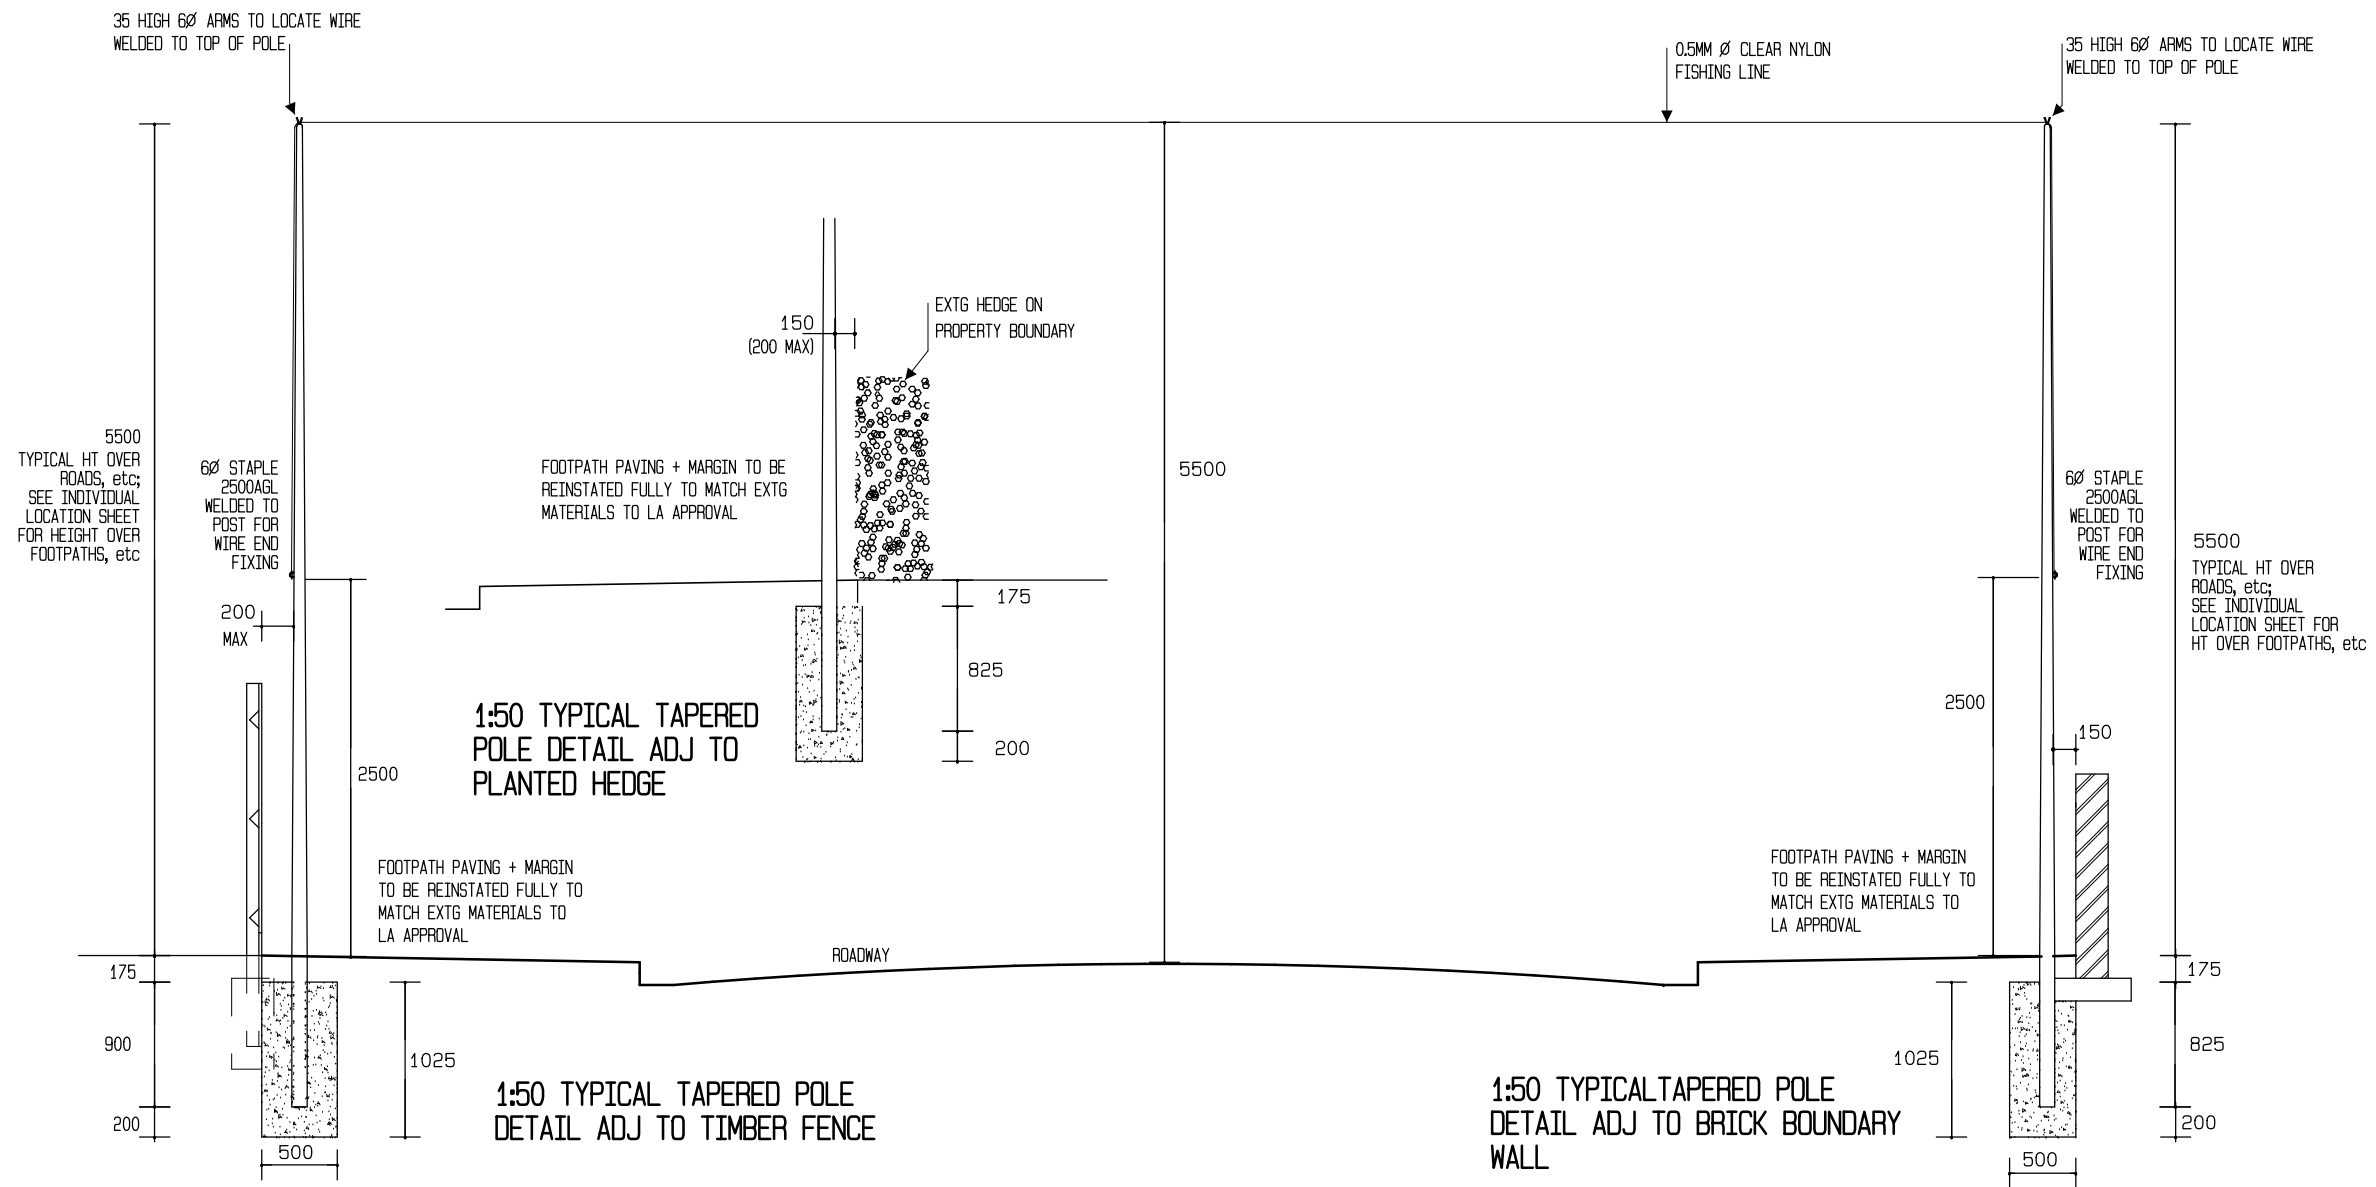 35 HIGH 6Ø ARMS TO LOCATE WIRE
WELDED TO TOP OF POLE
0.5MM Ø CLEAR NYLON
FISHING LINE
35 HIGH 6Ø ARMS TO LOCATE WIRE
WELDED TO TOP OF POLE
5500
TYPICAL HT OVER
ROADS, etc;
SEE INDIVIDUAL
LOCATION SHEET
FOR HEIGHT OVER
FOOTPATHS, etc
6Ø STAPLE
2500AGL
WELDED TO
POST FOR
WIRE END
FIXING
200
MAX
2500
150
(200 MAX)
EXTG HEDGE ON
PROPERTY BOUNDARY
FOOTPATH PAVING + MARGIN TO BE
REINSTATED FULLY TO MATCH EXTG
MATERIALS TO LA APPROVAL
175
825
200
1:50 TYPICAL TAPERED
POLE DETAIL ADJ TO
PLANTED HEDGE
5500
6Ø STAPLE
2500AGL
WELDED TO
POST FOR
WIRE END
FIXING
5500
TYPICAL HT OVER
ROADS, etc;
SEE INDIVIDUAL
LOCATION SHEET FOR
HT OVER FOOTPATHS, etc
2500
150
FOOTPATH PAVING + MARGIN
TO BE REINSTATED FULLY TO
MATCH EXTG MATERIALS TO
LA APPROVAL
ROADWAY
FOOTPATH PAVING + MARGIN
TO BE REINSTATED FULLY TO
MATCH EXTG MATERIALS TO
LA APPROVAL
175
900
200
1025
500
1:50 TYPICAL TAPERED POLE
DETAIL ADJ TO TIMBER FENCE
1:50 TYPICALTAPERED POLE
DETAIL ADJ TO BRICK BOUNDARY
WALL
1025
175
825
200
500